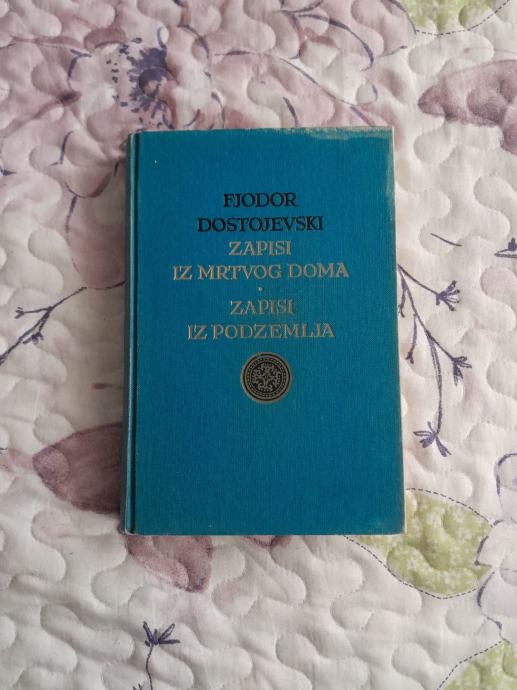 FJODOR
DOSTOJEVSKI
ZAPISI
IZ MRTVOG DOMA
•
ZAPISI
IZ PODZEMLJA